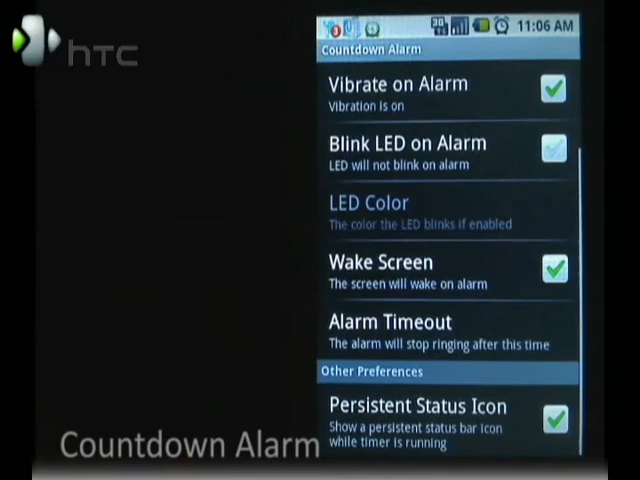 htc
11:06 AM
Countdown Alarm
Vibrate on Alarm
Vibration is on
Blink LED on Alarm
LED will not blink on alarm
LED Color
The color the LED blinks if enabled
Wake Screen
The screen will wake on alarm
Alarm Timeout
The alarm will stop ringing after this time
Other Preferences
Persistent Status Icon
Show a persistent status bar icon
while timer is running
Countdown Alarm